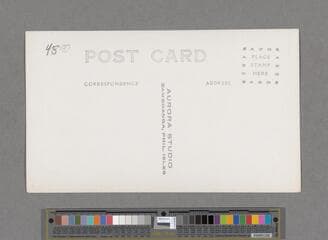 45
POST CARD
PLACE
STAMP
HERE
CORRESPONDENCE
ADDRESS
AURORA STUDIO
ZAMBOANGA, PHIL. ISLES